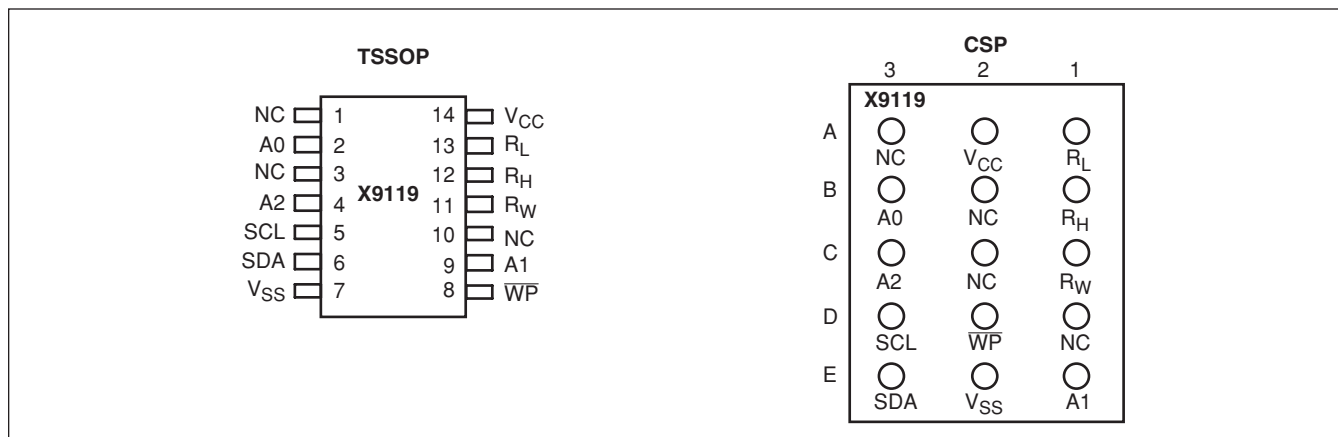 TSSOP
NC 1 14 VCC
A0 2 13 RL
NC 3 12 RH
A2 4 X9119 11 RW
SCL 5 10 NC
SDA 6 9 A1
VSS 7 8 W̅P̅
CSP
3 2 1
X9119
A
NC VCC RL
B
A0 NC RH
C
A2 NC RW
D
SCL W̅P̅ NC
E
SDA VSS A1